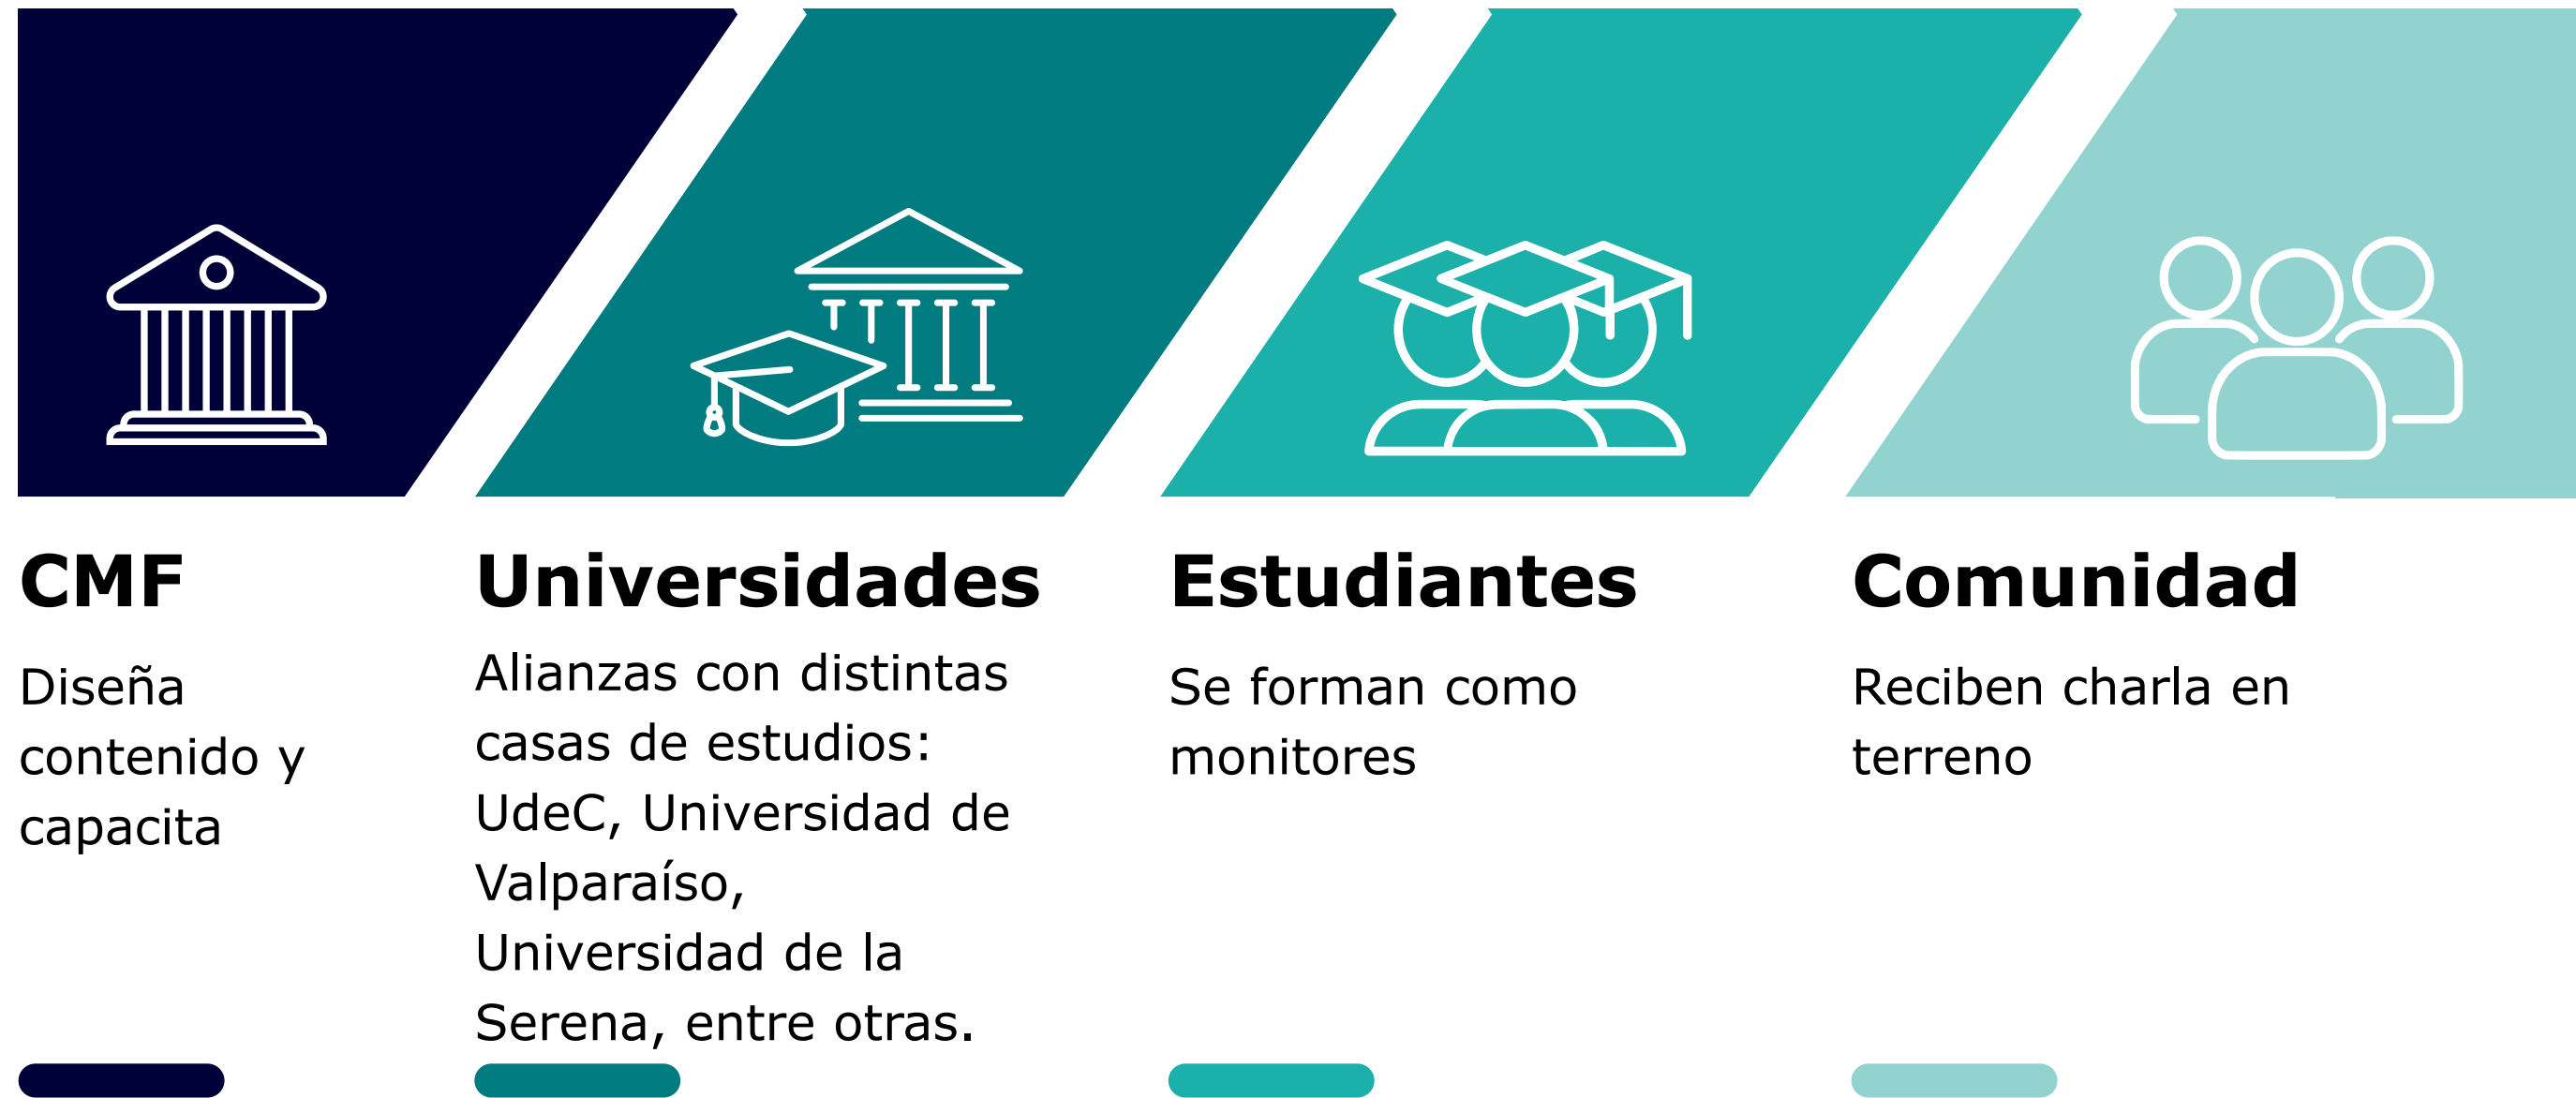 CMF
Diseña
contenido y
capacita
Universidades
Alianzas con distintas
casas de estudios:
UdeC, Universidad de
Valparaíso,
Universidad de la
Serena, entre otras.
Estudiantes
Se forman como
monitores
Comunidad
Reciben charla en
terreno